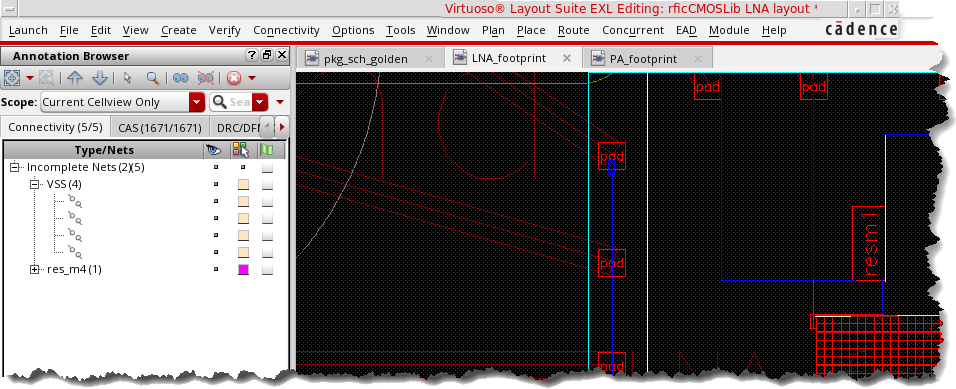 Virtuoso® Layout Suite EXL Editing: rficCMOSLib LNA layout *
Launch File Edit View Create Verify Connectivity Options Tools Window Plan Place Route Concurrent EAD Module Help cādence
Annotation Browser
pkg_sch_golden LNA_footprint PA_footprint
Scope: Current Cellview Only Sea
Connectivity (5/5) CAS (1671/1671) DRC/DFM
Type/Nets
Incomplete Nets (2)(5)
VSS (4)
res_m4 (1)
pad pad
pad
pad
pad
resm1